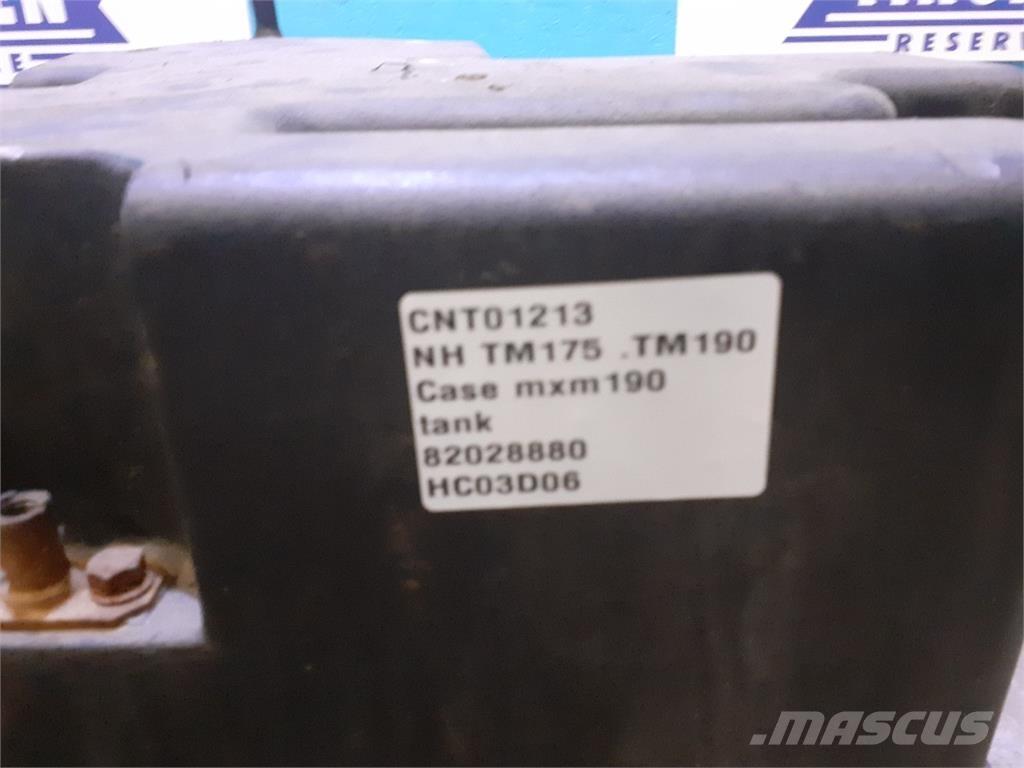 RESERV
CNT01213
NH TM175 .TM190
Case mxm190
tank
82028880
HC03D06
MASCUS